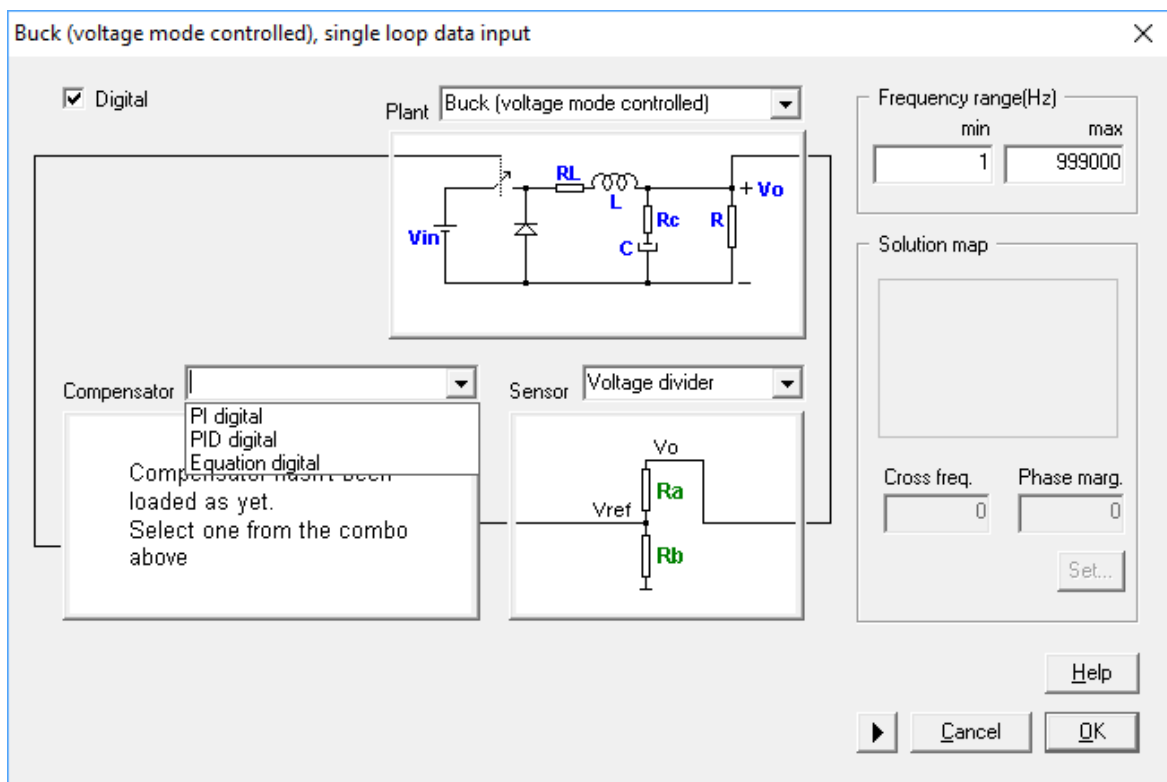 Buck (voltage mode controlled), single loop data input
Digital
Plant
Buck (voltage mode controlled)
RL
L
+ Vo
Vin
Rc
C
R
–
Frequency range(Hz)
min
max
1
999000
Solution map
Cross freq.
Phase marg.
0
0
Set...
Compensator
PI digital
PID digital
Equation digital
loaded as yet.
Select one from the combo
above
Sensor
Voltage divider
Vo
Ra
Vref
Rb
Help
Cancel
OK